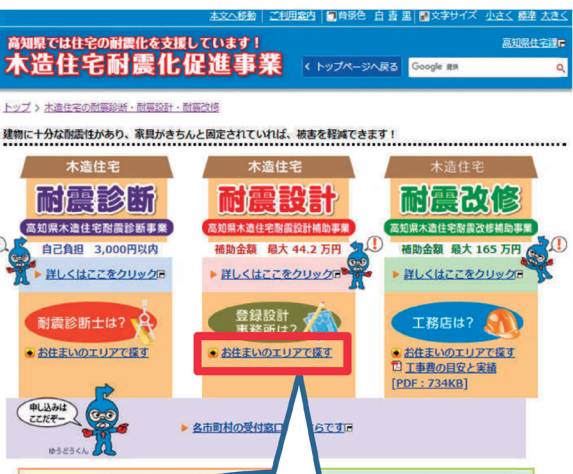 本文へ移動 | ご利用案内 | 背景色 白 青 黒 | 文字サイズ 小さく 標準 大きく
高知県では住宅の耐震化を支援しています！
高知県住宅課
木造住宅耐震化促進事業
< トップページへ戻る
Google 提供
トップ > 木造住宅の耐震診断・耐震設計・耐震改修
建物に十分な耐震性があり、家具がきちんと固定されていれば、被害を軽減できます！
木造住宅
耐震診断
高知県木造住宅耐震診断事業
自己負担 3,000円以内
詳しくはここをクリック
木造住宅
耐震設計
高知県木造住宅耐震設計補助事業
補助金額 最大 44.2 万円
詳しくはここをクリック
木造住宅
耐震改修
高知県木造住宅耐震改修補助事業
補助金額 最大 165 万円
詳しくはここをクリック
耐震診断士は？
お住まいのエリアで探す
登録設計
事務所は？
お住まいのエリアで探す
工務店は？
お住まいのエリアで探す
工事費の目安と実績
[PDF：734KB]
申し込みは
ここだぞー
ゆうどうくん
各市町村の受付窓口
らです